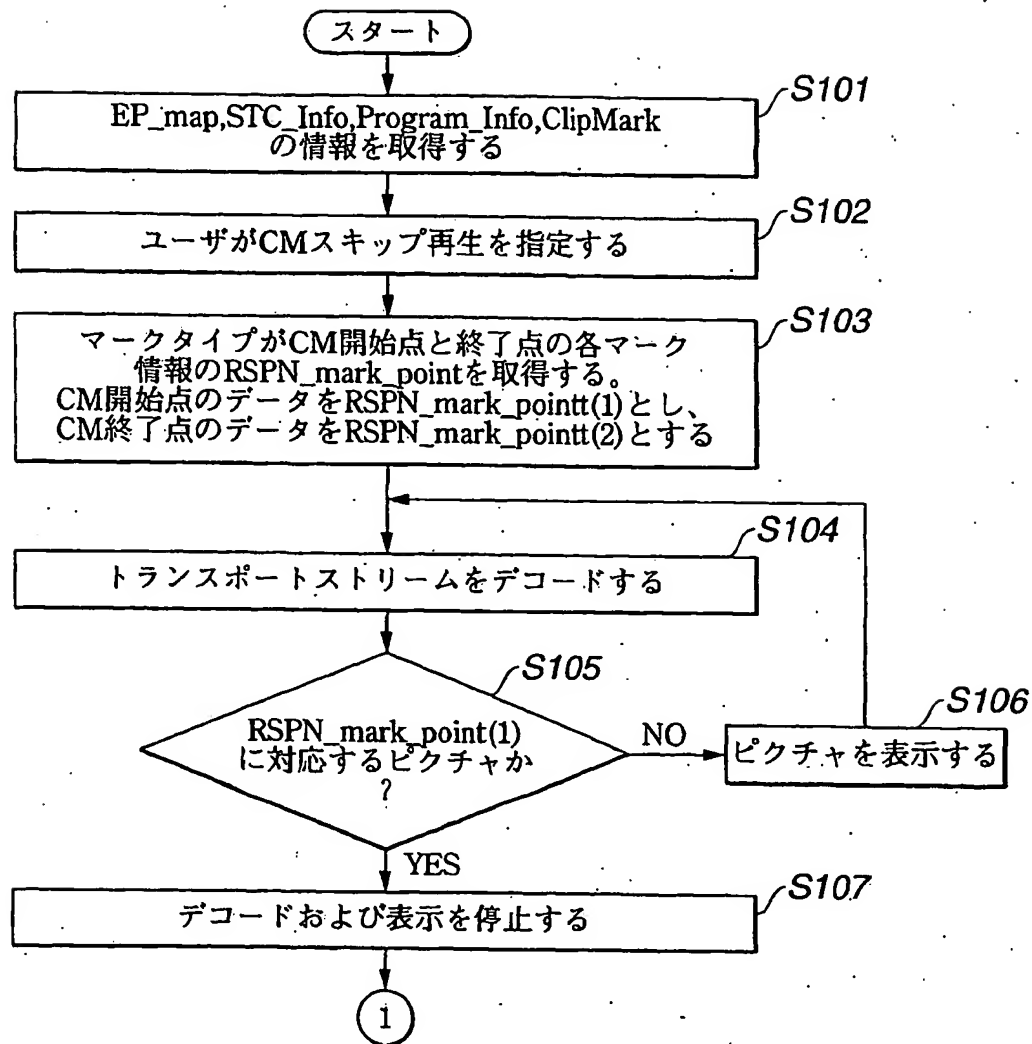 スタート
S101
EP_map,STC_Info,Program_Info,ClipMark
の情報を取得する
S102
ユーザがCMスキップ再生を指定する
S103
マークタイプがCM開始点と終了点の各マーク
情報のRSPN_mark_pointを取得する。
CM開始点のデータをRSPN_mark_pointt(1)とし、
CM終了点のデータをRSPN_mark_pointt(2)とする
S104
トランスポートストリームをデコードする
S105
RSPN_mark_point(1)
に対応するピクチャか
?
NO
S106
ピクチャを表示する
YES
S107
デコードおよび表示を停止する
1